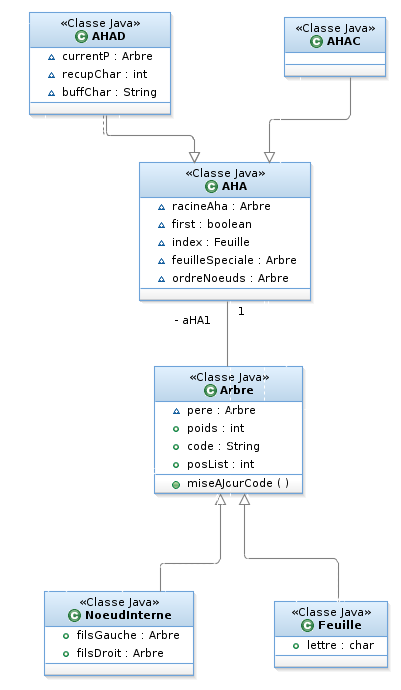 «Classe Java»
AHAD
currentP : Arbre
recupChar : int
buffChar : String
«Classe Java»
AHAC
«Classe Java»
AHA
racineAha : Arbre
first : boolean
index : Feuille
feuilleSpeciale : Arbre
ordreNoeuds : Arbre
- aHA1
1
«Classe Java»
Arbre
pere : Arbre
poids : int
code : String
posList : int
miseAJcurCode ( )
«Classe Java»
NoeudInterne
filsGauche : Arbre
filsDroit : Arbre
«Classe Java»
Feuille
lettre : char